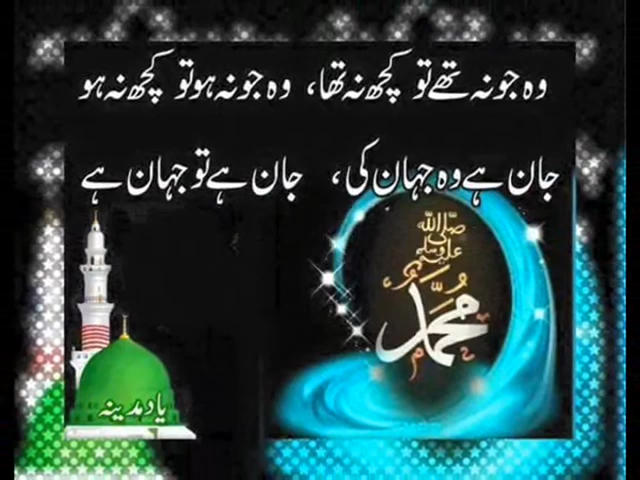 وہ جو نہ تھے تو کچھ نہ تھا، وہ جو نہ ہو تو کچھ نہ ہو
جان ہے وہ جہان کی، جان ہے تو جہان ہے
صلی اللہ علیہ وسلم
محمد
یاد مدینہ